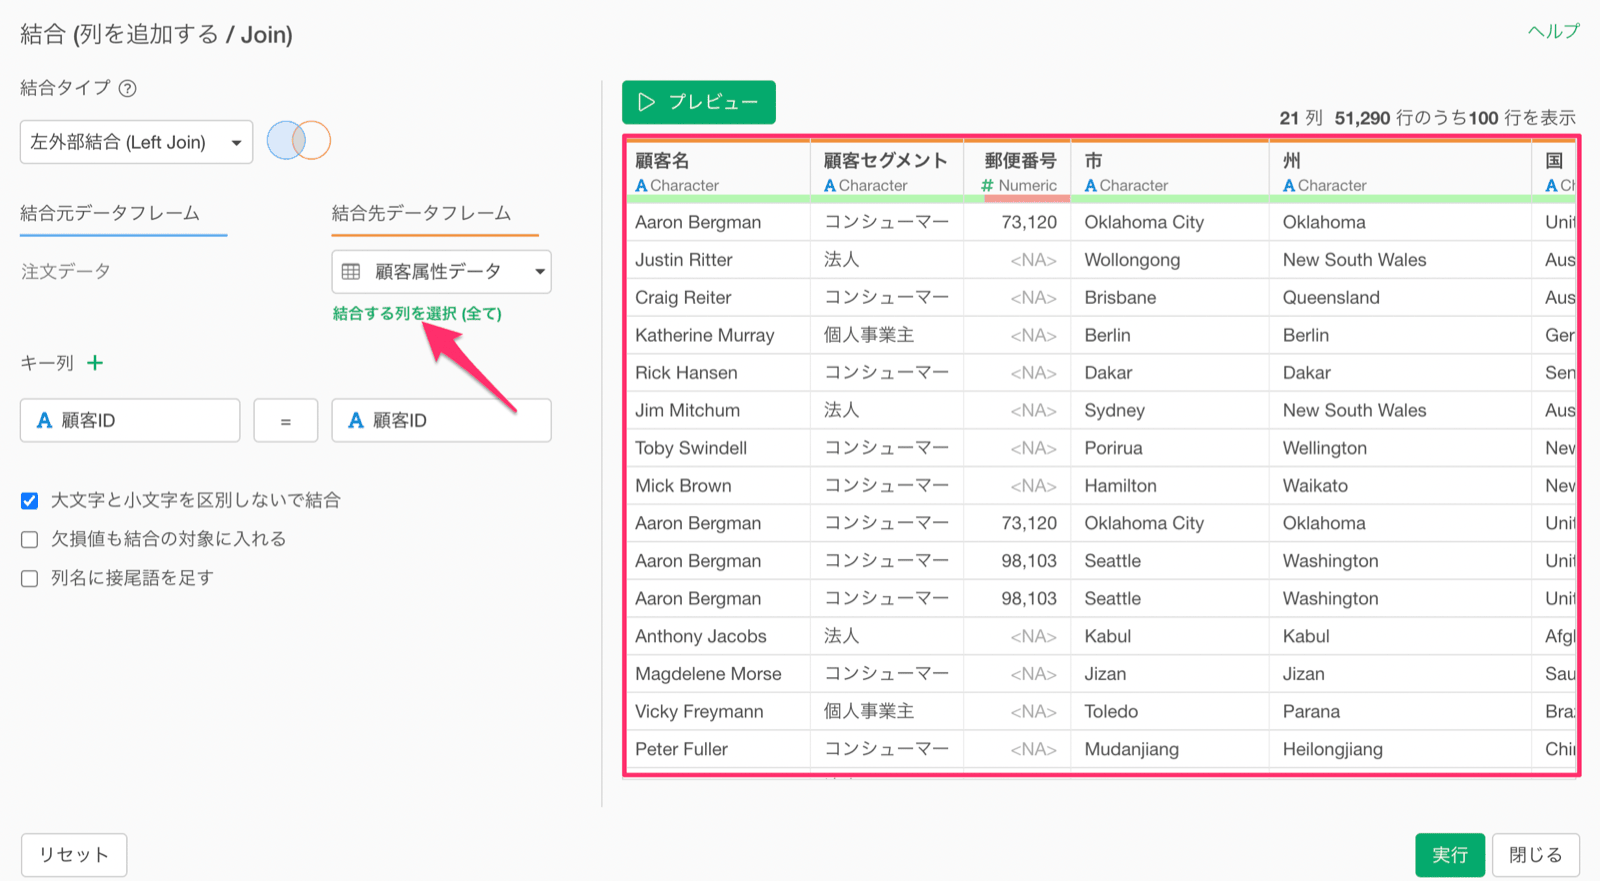 結合 (列を追加する / Join)
ヘルプ
結合タイプ ?
左外部結合 (Left Join)
結合元データフレーム
結合先データフレーム
注文データ
顧客属性データ
結合する列を選択 (全て)
キー列 +
A 顧客ID
=
A 顧客ID
大文字と小文字を区別しないで結合
欠損値も結合の対象に入れる
列名に接尾語を足す
リセット
プレビュー
21 列 51,290 行のうち100 行を表示
顧客名 顧客セグメント 郵便番号 市 州 国
A Character A Character # Numeric A Character A Character A Ch
Aaron Bergman コンシューマー 73,120 Oklahoma City Oklahoma Unit
Justin Ritter 法人 <NA> Wollongong New South Wales Aus
Craig Reiter コンシューマー <NA> Brisbane Queensland Aus
Katherine Murray 個人事業主 <NA> Berlin Berlin Ger
Rick Hansen コンシューマー <NA> Dakar Dakar Sen
Jim Mitchum 法人 <NA> Sydney New South Wales Aus
Toby Swindell コンシューマー <NA> Porirua Wellington New
Mick Brown コンシューマー <NA> Hamilton Waikato New
Aaron Bergman コンシューマー 73,120 Oklahoma City Oklahoma Unit
Aaron Bergman コンシューマー 98,103 Seattle Washington Unit
Aaron Bergman コンシューマー 98,103 Seattle Washington Unit
Anthony Jacobs 法人 <NA> Kabul Kabul Afgl
Magdelene Morse コンシューマー <NA> Jizan Jizan Sau
Vicky Freymann 個人事業主 <NA> Toledo Parana Bra
Peter Fuller コンシューマー <NA> Mudanjiang Heilongjiang Chi
実行
閉じる